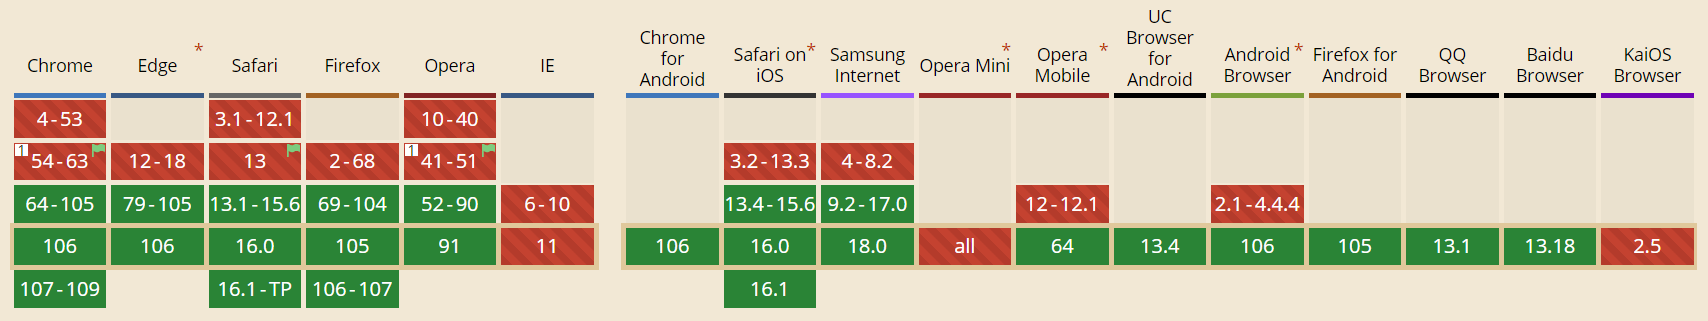 Chrome
Edge *
Safari
Firefox
Opera
IE
Chrome
for
Android
Safari on *
iOS
Samsung
Internet
Opera Mini *
Opera *
Mobile
UC
Browser
for
Android
Android *
Browser
Firefox for
Android
QQ
Browser
Baidu
Browser
KaiOS
Browser
4-53 3.1-12.1 10-40
1 54-63 12-18 13 2-68 1 41-51 3.2-13.3 4-8.2
64-105 79-105 13.1-15.6 69-104 52-90 6-10 13.4-15.6 9.2-17.0 12-12.1 2.1-4.4.4
106 106 16.0 105 91 11 106 16.0 18.0 all 64 13.4 106 105 13.1 13.18 2.5
107-109 16.1-TP 106-107 16.1